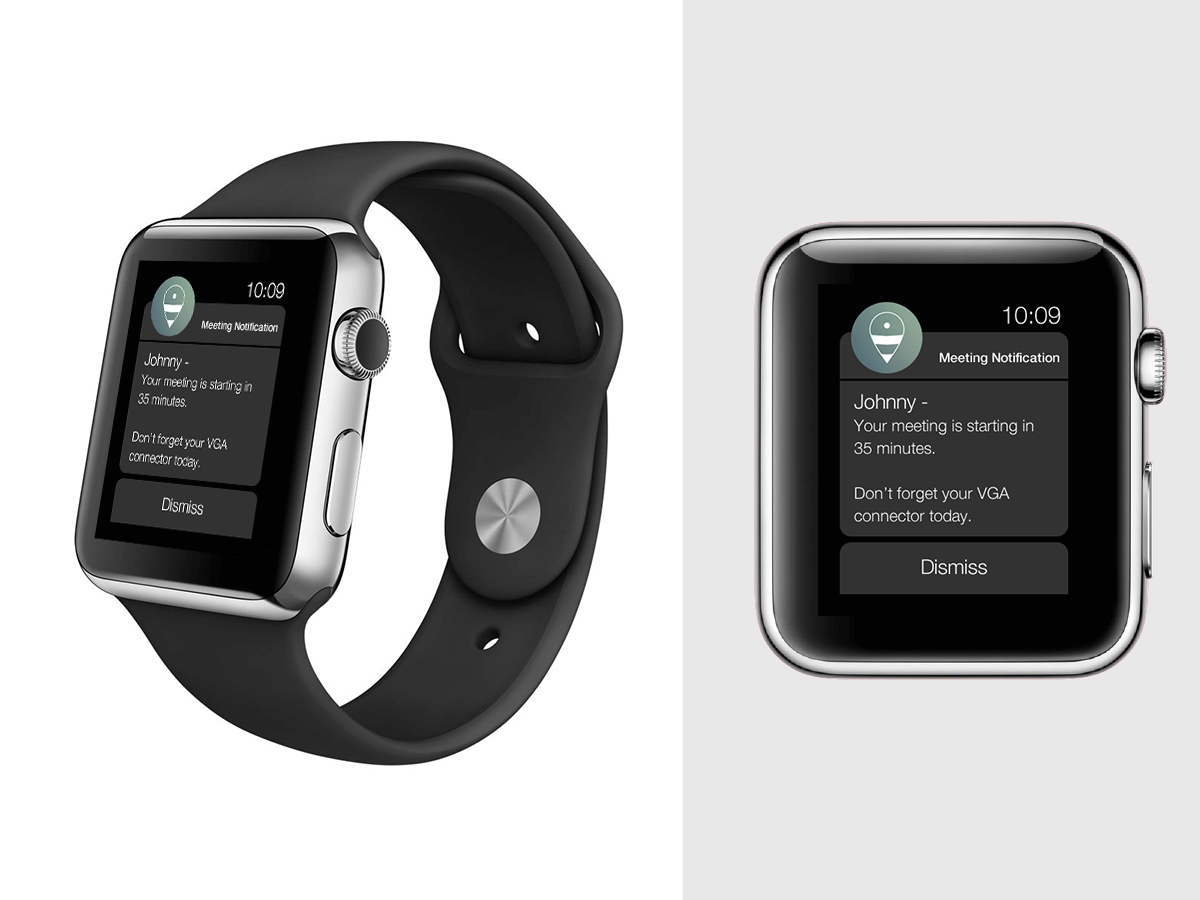 10:09
Meeting Notification
Johnny -
Your meeting is starting in
35 minutes.
Don't forget your VGA
connector today.
Dismiss
10:09
Meeting Notification
Johnny -
Your meeting is starting in
35 minutes.
Don't forget your VGA
connector today.
Dismiss